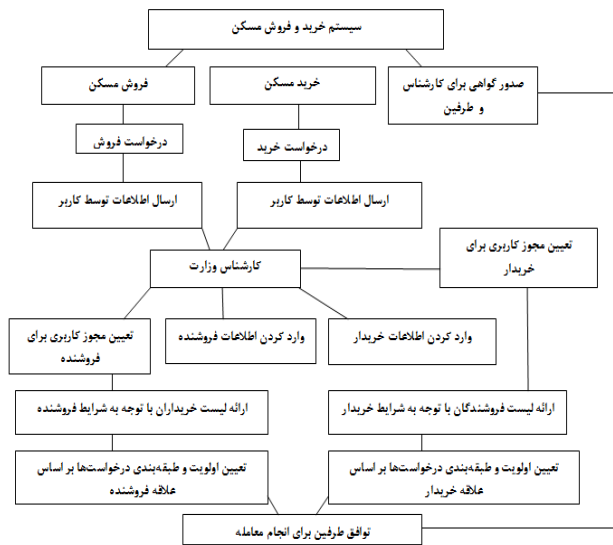 سیستم خرید و فروش مسکن
صدور گواهی برای کارشناس
و طرفین
خرید مسکن
فروش مسکن
درخواست خرید
درخواست فروش
ارسال اطلاعات توسط کاربر
ارسال اطلاعات توسط کاربر
تعیین مجوز کاربری برای
خریدار
کارشناس وزارت
وارد کردن اطلاعات خریدار
وارد کردن اطلاعات فروشنده
تعیین مجوز کاربری برای
فروشنده
ارائه لیست فروشندگان با توجه به شرایط خریدار
ارائه لیست خریداران با توجه به شرایط فروشنده
تعیین اولویت و طبقه‌بندی درخواست‌ها بر اساس
علاقه خریدار
تعیین اولویت و طبقه‌بندی درخواست‌ها بر اساس
علاقه فروشنده
توافق طرفین برای انجام معامله